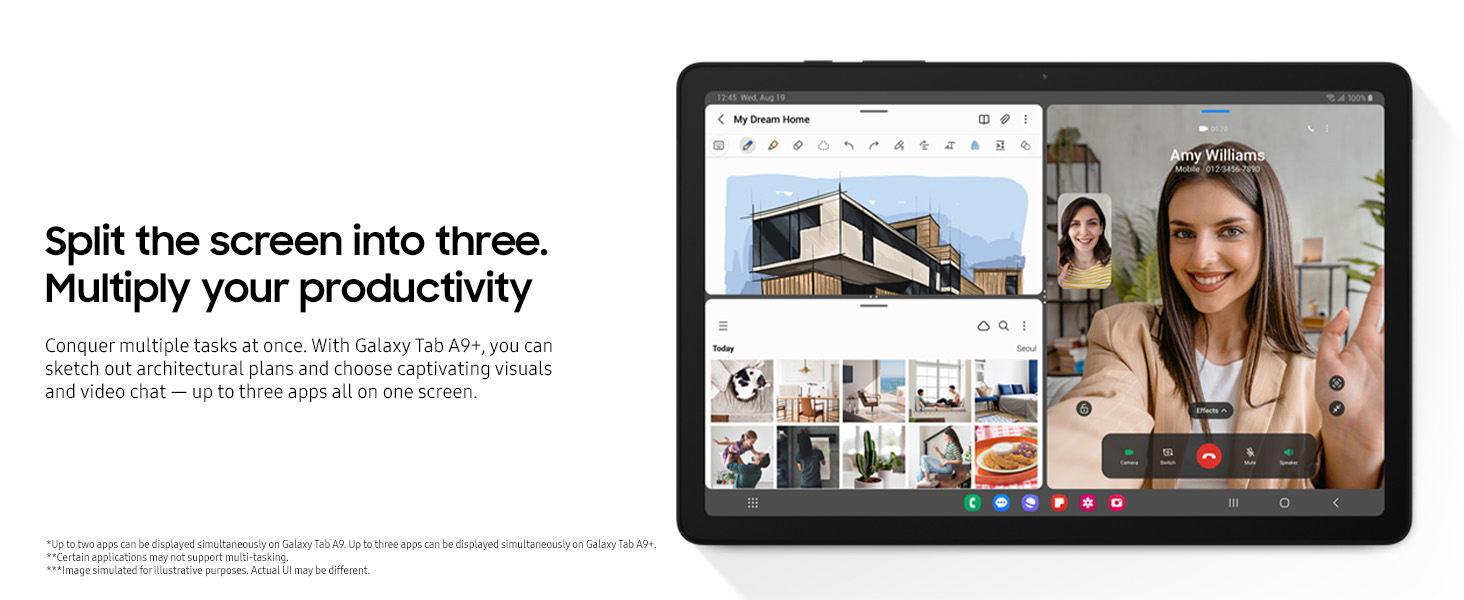 Split the screen into three.
Multiply your productivity
Conquer multiple tasks at once. With Galaxy Tab A9+, you can
sketch out architectural plans and choose captivating visuals
and video chat — up to three apps all on one screen.
*Up to two apps can be displayed simultaneously on Galaxy Tab A9. Up to three apps can be displayed simultaneously on Galaxy Tab A9+.
**Certain applications may not support multi-tasking.
***Image simulated for illustrative purposes. Actual UI may be different.
12:45 Wed, Aug 19
100%
My Dream Home
Today
Seoul
00:20
Amy Williams
Mobile 012-3456-7890
Effects
Camera
Switch
Mute
Speaker